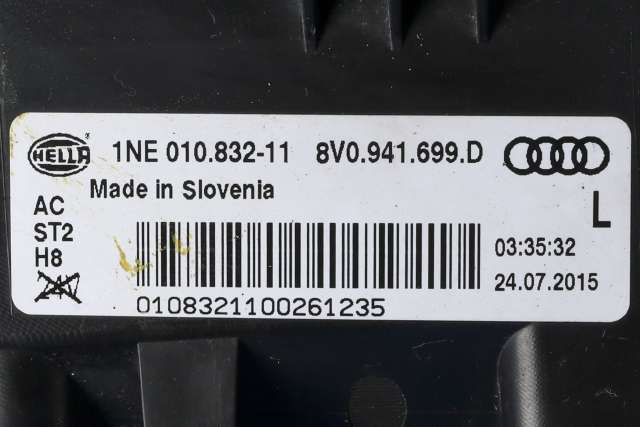 HELLA 1NE 010.832-11 8V0.941.699.D
Made in Slovenia
L
AC
ST2
H8
24V
03:35:32
24.07.2015
0108321100261235